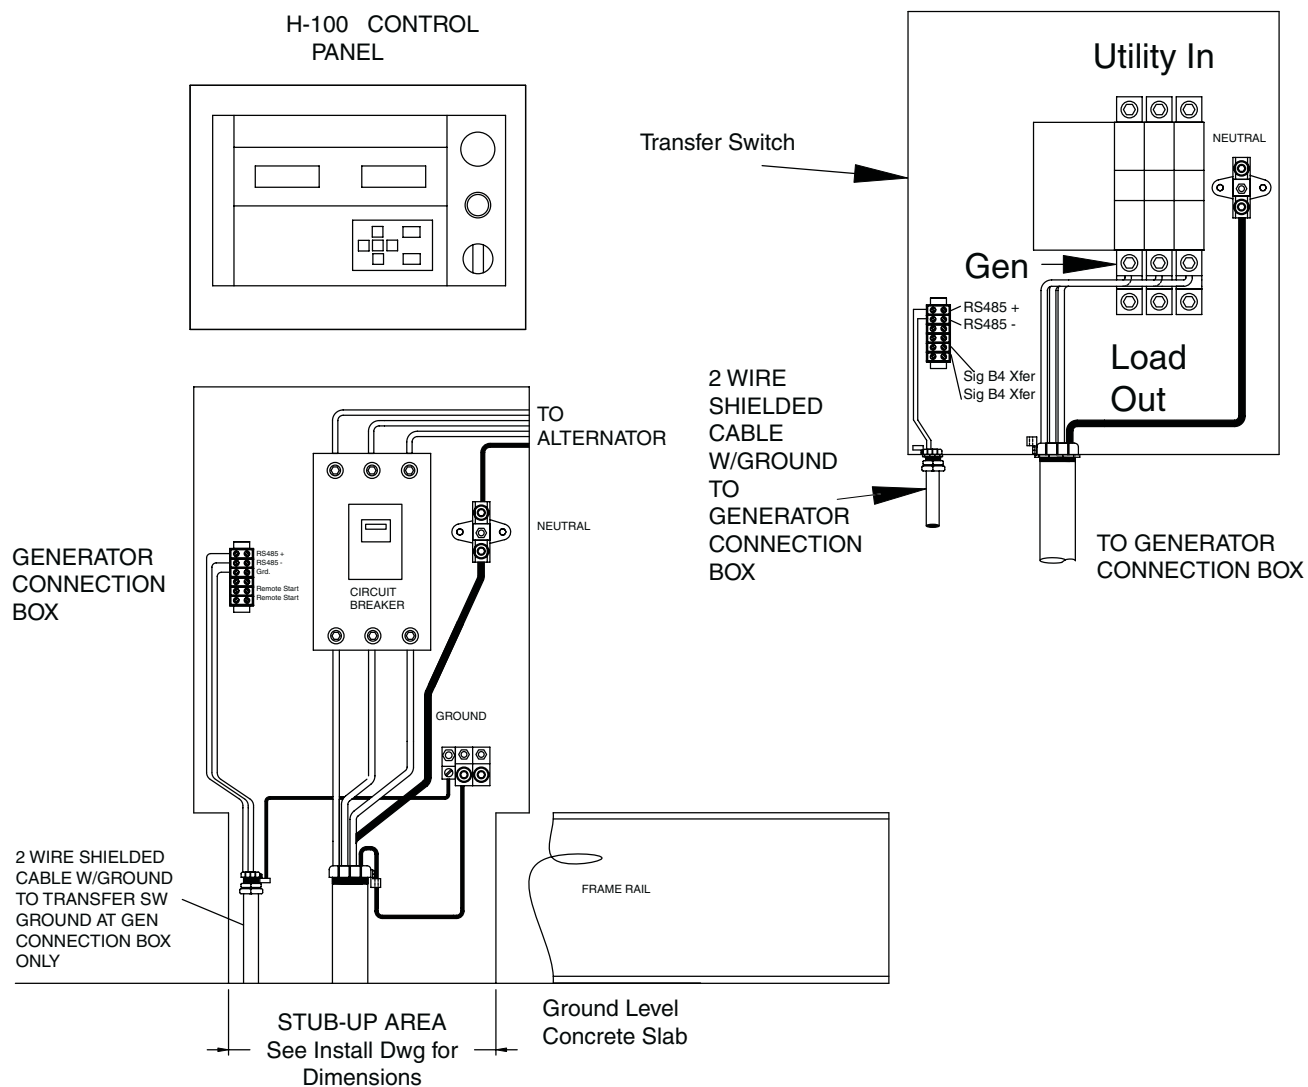 H-100 CONTROL
PANEL
Utility In
Transfer Switch
NEUTRAL
Gen
RS485 +
RS485 -
Sig B4 Xfer
Sig B4 Xfer
Load
Out
2 WIRE
SHIELDED
CABLE
W/GROUND
TO
GENERATOR
CONNECTION
BOX
TO GENERATOR
CONNECTION BOX
TO
ALTERNATOR
NEUTRAL
GENERATOR
CONNECTION
BOX
RS485 +
RS485 -
Grd.
Remote Start
Remote Start
CIRCUIT
BREAKER
GROUND
2 WIRE SHIELDED
CABLE W/GROUND
TO TRANSFER SW
GROUND AT GEN
CONNECTION BOX
ONLY
FRAME RAIL
STUB-UP AREA
See Install Dwg for
Dimensions
Ground Level
Concrete Slab